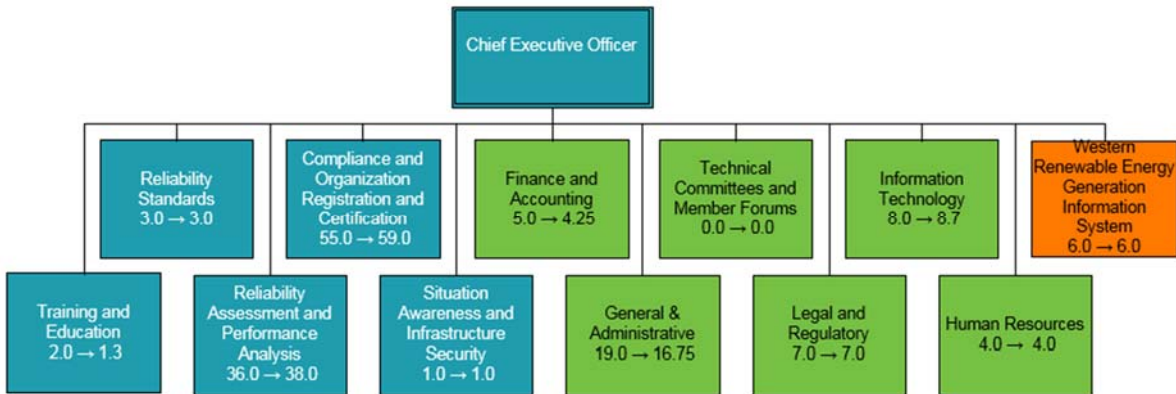 Chief Executive Officer
Reliability
Standards
3.0 → 3.0
Compliance and
Organization
Registration and
Certification
55.0 → 59.0
Finance and
Accounting
5.0 → 4.25
Technical
Committees and
Member Forums
0.0 → 0.0
Information
Technology
8.0 → 8.7
Western
Renewable Energy
Generation
Information
System
6.0 → 6.0
Training and
Education
2.0 → 1.3
Reliability
Assessment and
Performance
Analysis
36.0 → 38.0
Situation
Awareness and
Infrastructure
Security
1.0 → 1.0
General &
Administrative
19.0 → 16.75
Legal and
Regulatory
7.0 → 7.0
Human Resources
4.0 → 4.0